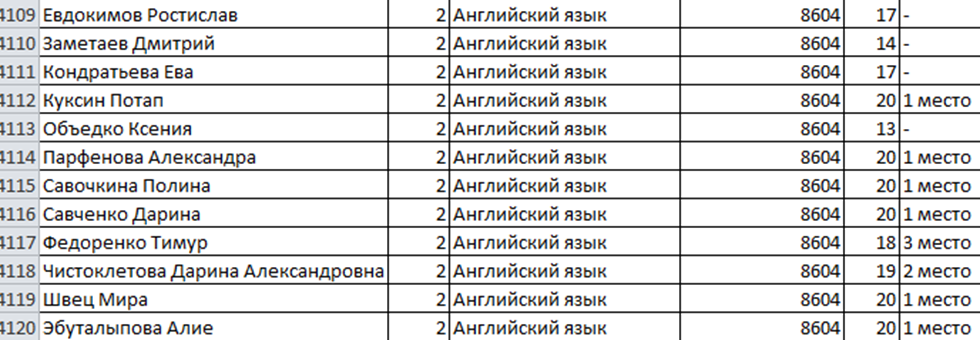 4109 Евдокимов Ростислав 2 Английский язык 8604 17 -
4110 Заметаев Дмитрий 2 Английский язык 8604 14 -
4111 Кондратьева Ева 2 Английский язык 8604 17 -
4112 Куксин Потап 2 Английский язык 8604 20 1 место
4113 Объедко Ксения 2 Английский язык 8604 13 -
4114 Парфенова Александра 2 Английский язык 8604 20 1 место
4115 Савочкина Полина 2 Английский язык 8604 20 1 место
4116 Савченко Дарина 2 Английский язык 8604 20 1 место
4117 Федоренко Тимур 2 Английский язык 8604 18 3 место
4118 Чистоклетова Дарина Александровна 2 Английский язык 8604 19 2 место
4119 Швец Мира 2 Английский язык 8604 20 1 место
4120 Эбуталыпова Алие 2 Английский язык 8604 20 1 место